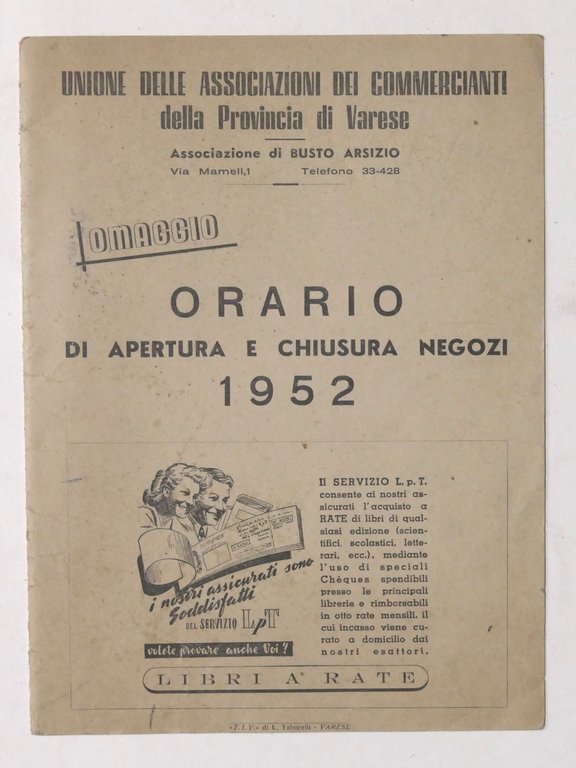 UNIONE DELLE ASSOCIAZIONI DEI COMMERCIANTI
della Provincia di Varese
Associazione di BUSTO ARSIZIO
Via Mameli,1 Telefono 33-428
OMAGGIO
ORARIO
DI APERTURA E CHIUSURA NEGOZI
1952
i nostri assicurati sono
Soddisfatti
DEL SERVIZIO LpT
volete provare anche Voi?
Il SERVIZIO L.p.T.
consente ai nostri as-
sicurati l'acquisto a
RATE di libri di qual-
siasi edizione (scien-
tifici, scolastici, lette-
rari, ecc.), mediante
l'uso di speciali
Chèques spendibili
presso le principali
librerie e rimborsabili
in otto rate mensili, il
cui incasso viene cu-
rato a domicilio dai
nostri esattori.
LIBRI A' RATE
«T.I.V.» di L. Taborelli - VARESE